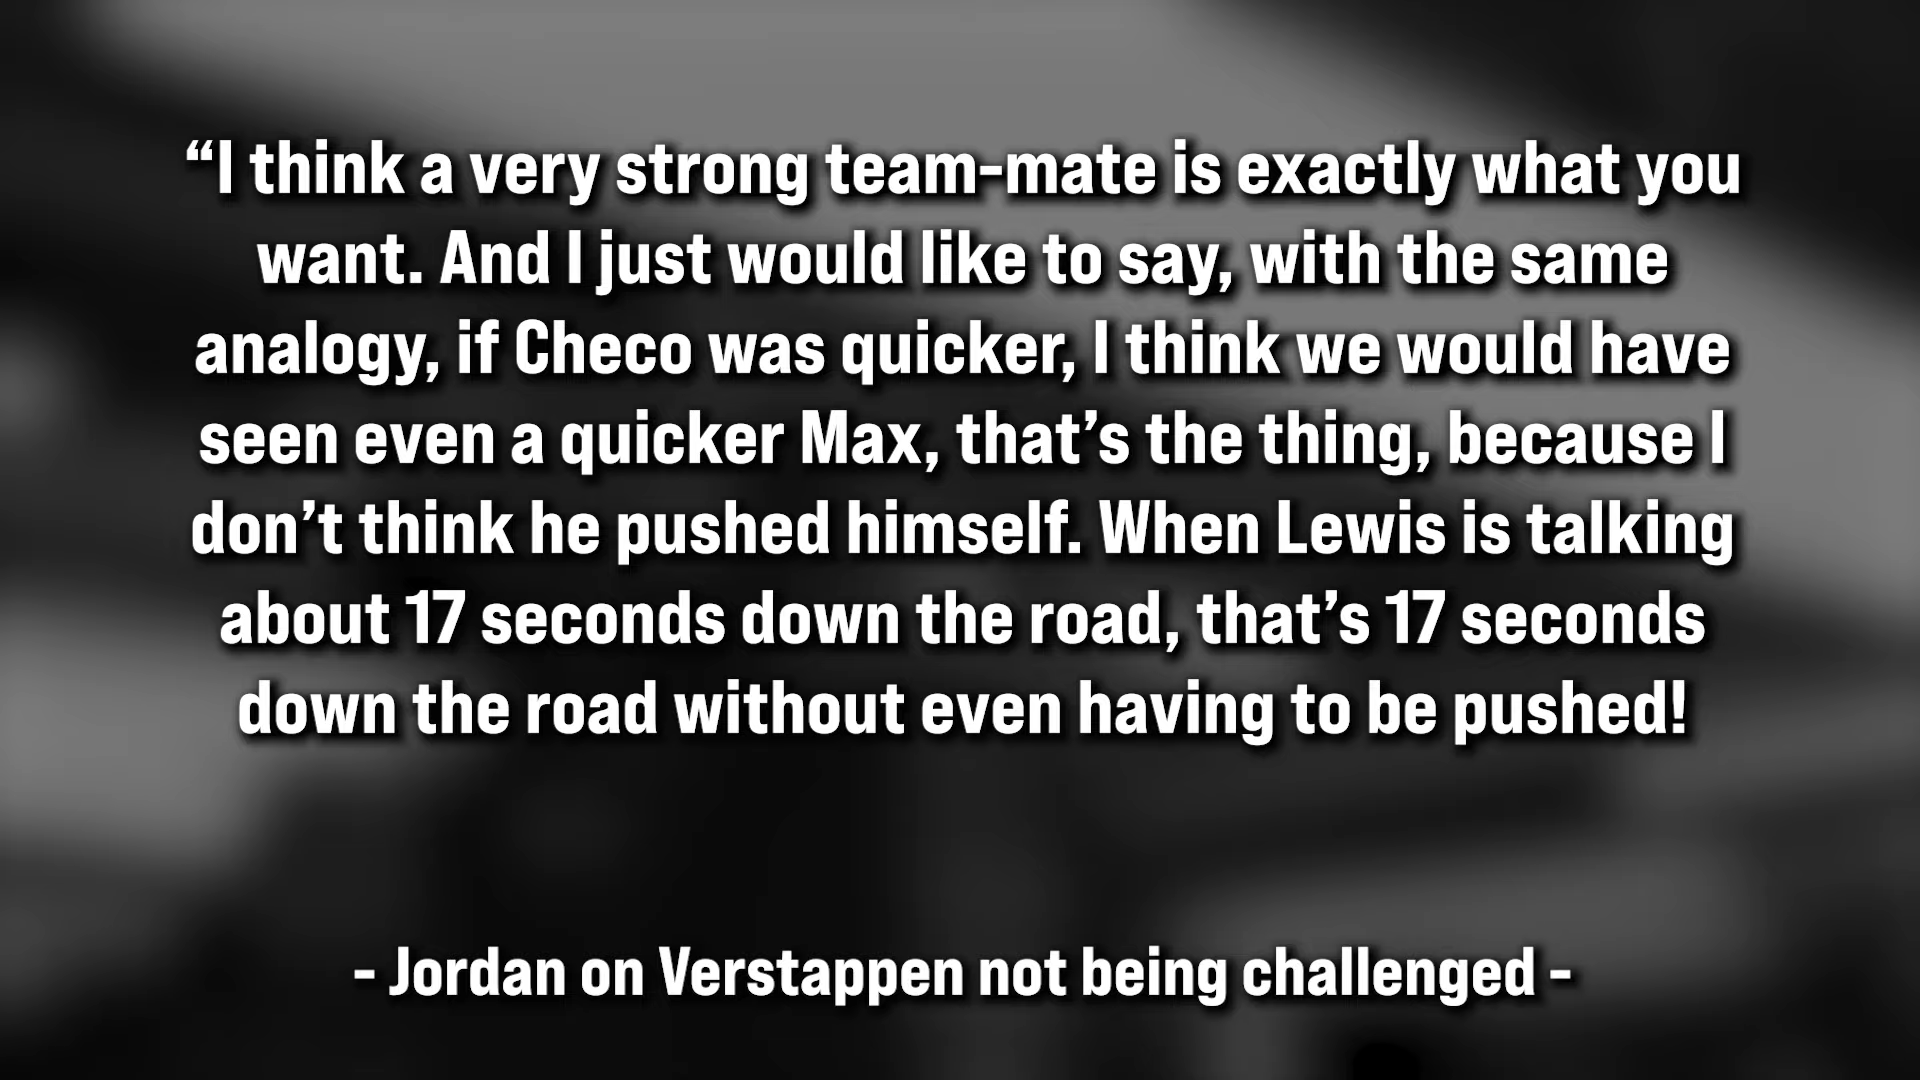 “I think a very strong team-mate is exactly what you
want. And I just would like to say, with the same
analogy, if Checo was quicker, I think we would have
seen even a quicker Max, that’s the thing, because I
don’t think he pushed himself. When Lewis is talking
about 17 seconds down the road, that’s 17 seconds
down the road without even having to be pushed!
- Jordan on Verstappen not being challenged -